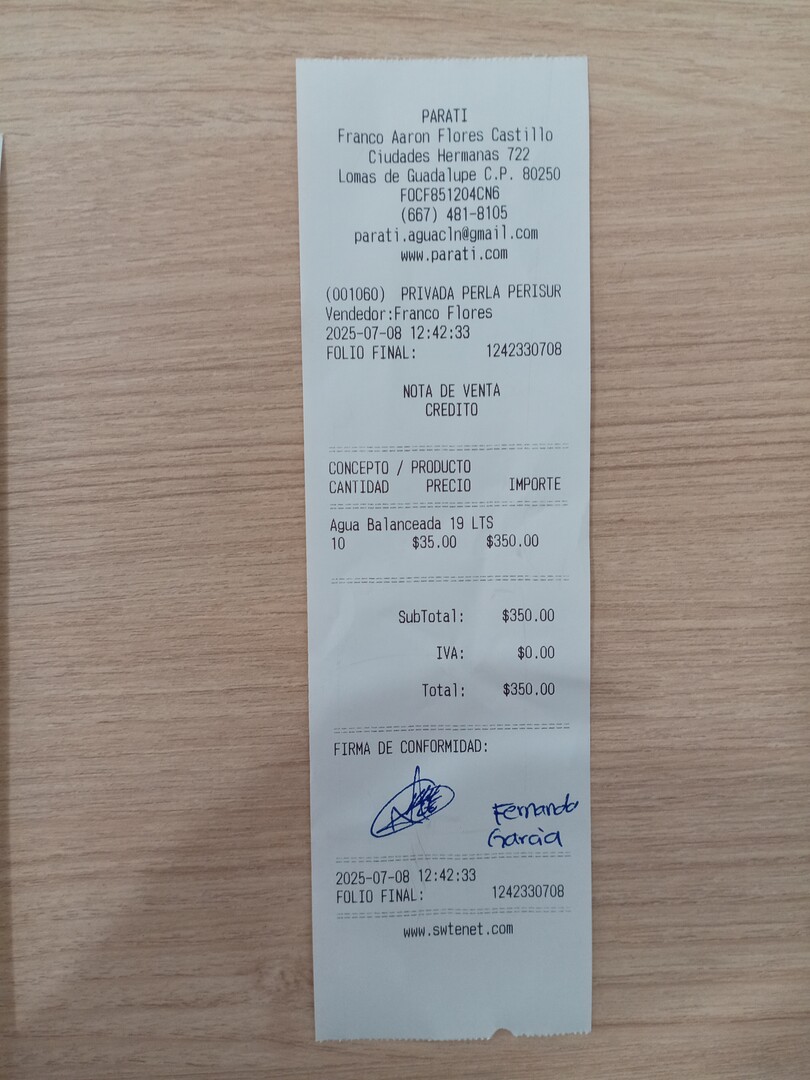 PARATI
Franco Aaron Flores Castillo
Ciudades Hermanas 722
Lomas de Guadalupe C.P. 80250
FOCF851204CN6
(667) 481-8105
parati.aguacln@gmail.com
www.parati.com
(001060) PRIVADA PERLA PERISUR
Vendedor:Franco Flores
2025-07-08 12:42:33
FOLIO FINAL: 1242330708
NOTA DE VENTA
CREDITO
CONCEPTO / PRODUCTO
CANTIDAD PRECIO IMPORTE
Agua Balanceada 19 LTS
10 $35.00 $350.00
SubTotal: $350.00
IVA: $0.00
Total: $350.00
FIRMA DE CONFORMIDAD:
Fernando
Garcia
2025-07-08 12:42:33
FOLIO FINAL: 1242330708
www.swtenet.com